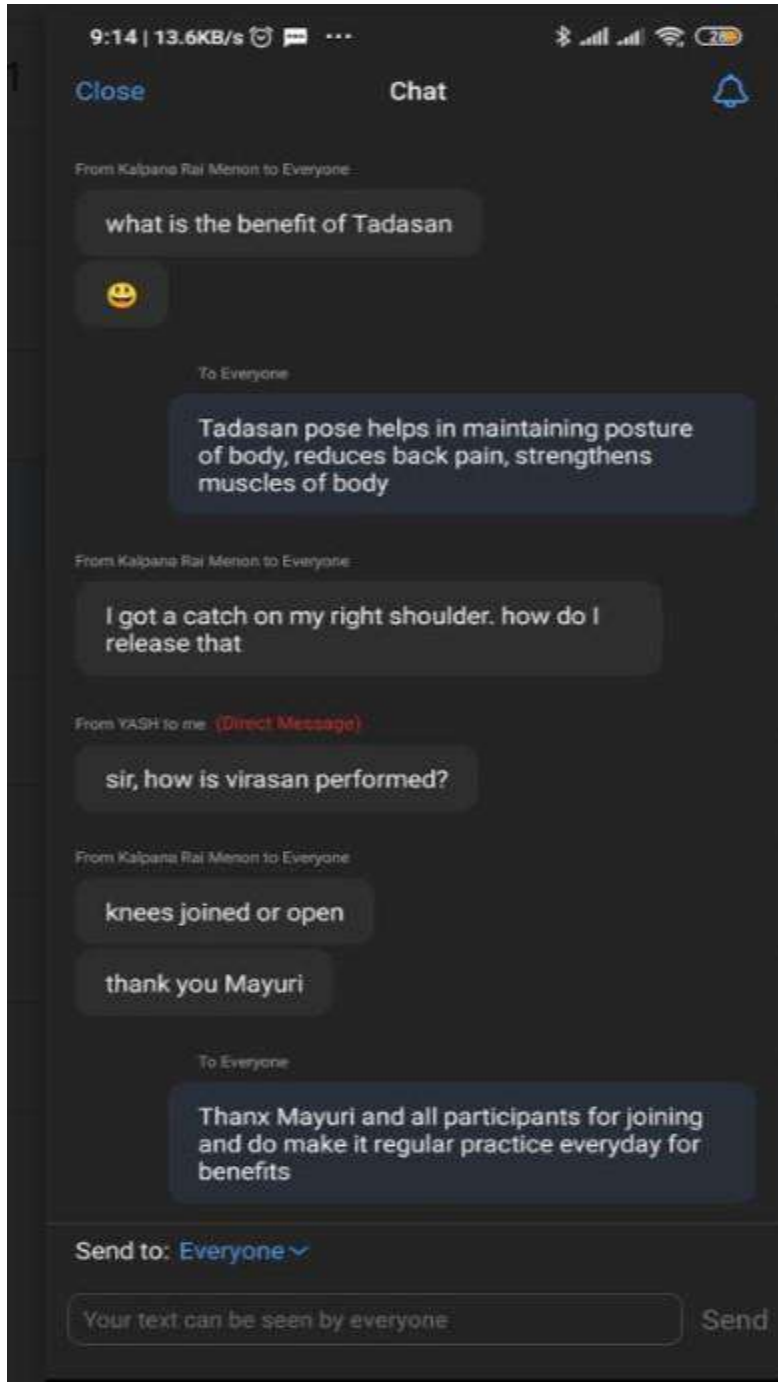 9:14 | 13.6KB/s
28
Close
Chat
From Kalpana Rai Menon to Everyone
what is the benefit of Tadasan
😃
To Everyone
Tadasan pose helps in maintaining posture
of body, reduces back pain, strengthens
muscles of body
From Kalpana Rai Menon to Everyone
I got a catch on my right shoulder. how do I
release that
From YASH to me (Direct Message)
sir, how is virasan performed?
From Kalpana Rai Menon to Everyone
knees joined or open
thank you Mayuri
To Everyone
Thanx Mayuri and all participants for joining
and do make it regular practice everyday for
benefits
Send to: Everyone
Your text can be seen by everyone
Send